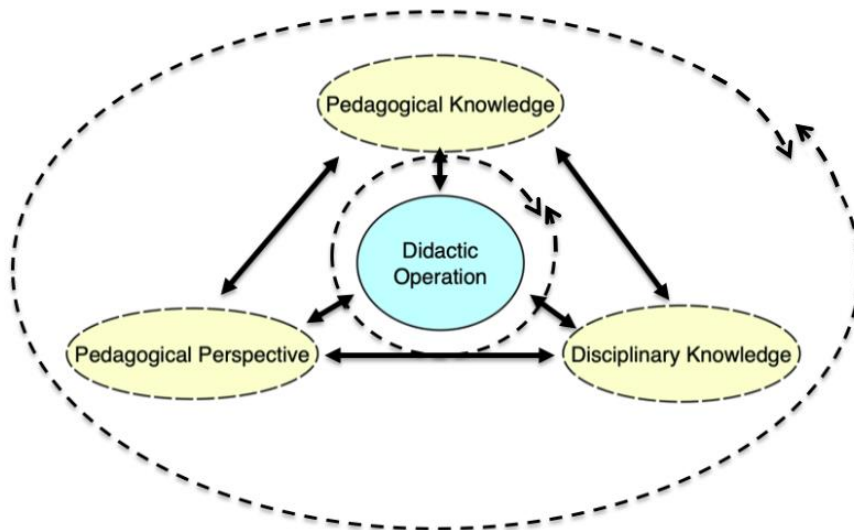 Pedagogical Knowledge
Didactic
Operation
Pedagogical Perspective
Disciplinary Knowledge